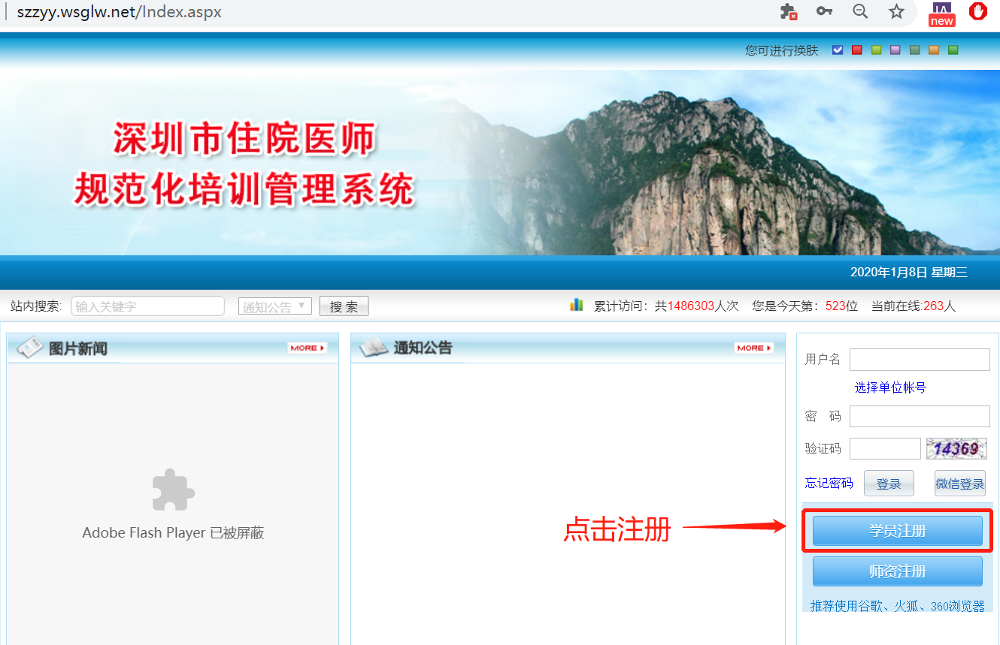 szzyy.wsglw.net/Index.aspx
IA
new
您可进行换肤
深圳市住院医师
规范化培训管理系统
2020年1月8日 星期三
站内搜索: 输入关键字 通知公告 搜 索 累计访问：共1486303人次 您是今天第：523位 当前在线:263人
图片新闻 MORE
通知公告 MORE
用户名
选择单位帐号
密 码
验证码 14369
忘记密码 登录 微信登录
Adobe Flash Player 已被屏蔽
点击注册
学员注册
师资注册
推荐使用谷歌、火狐、360浏览器